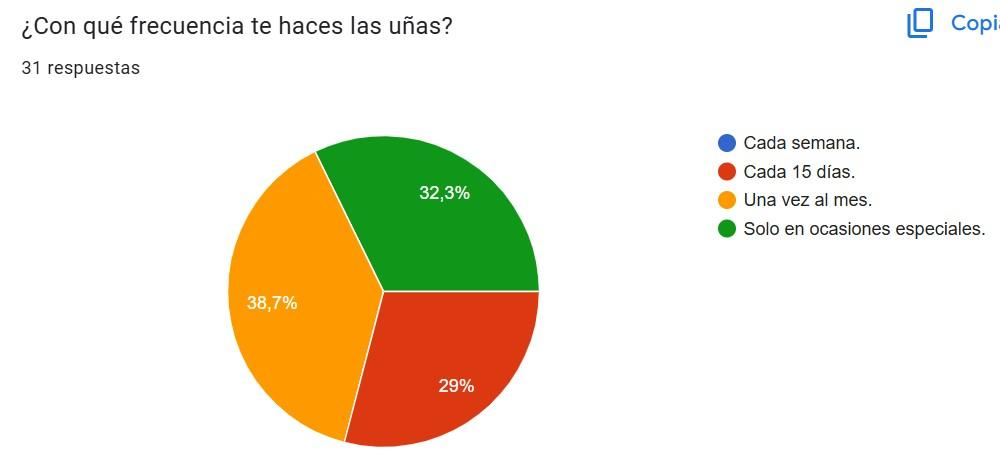 ¿Con qué frecuencia te haces las uñas?
Copia
31 respuestas
Cada semana.
Cada 15 días.
Una vez al mes.
Solo en ocasiones especiales.
32,3%
38,7%
29%